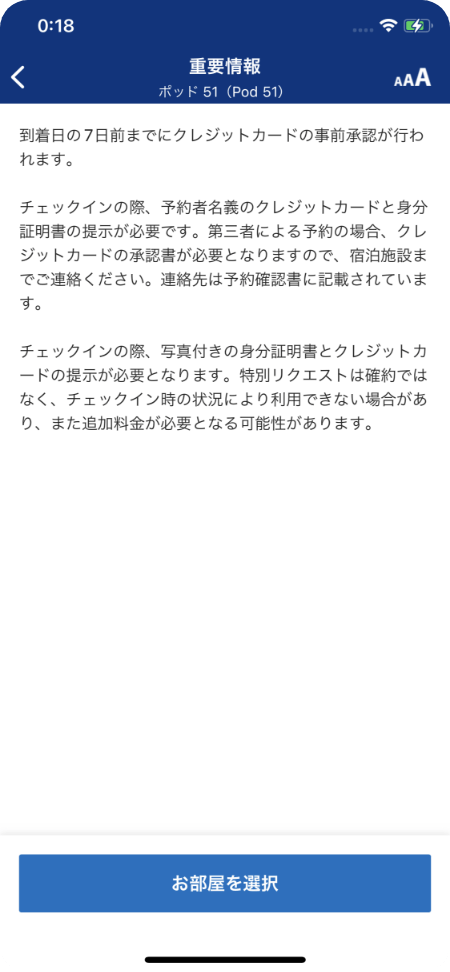 0:18
重要情報
ポッド 51（Pod 51）
AAA
到着日の7日前までにクレジットカードの事前承認が行わ
れます。
チェックインの際、予約者名義のクレジットカードと身分
証明書の提示が必要です。第三者による予約の場合、クレ
ジットカードの承認書が必要となりますので、宿泊施設ま
でご連絡ください。連絡先は予約確認書に記載されていま
す。
チェックインの際、写真付きの身分証明書とクレジットカ
ードの提示が必要となります。特別リクエストは確約では
なく、チェックイン時の状況により利用できない場合があ
り、また追加料金が必要となる可能性があります。
お部屋を選択